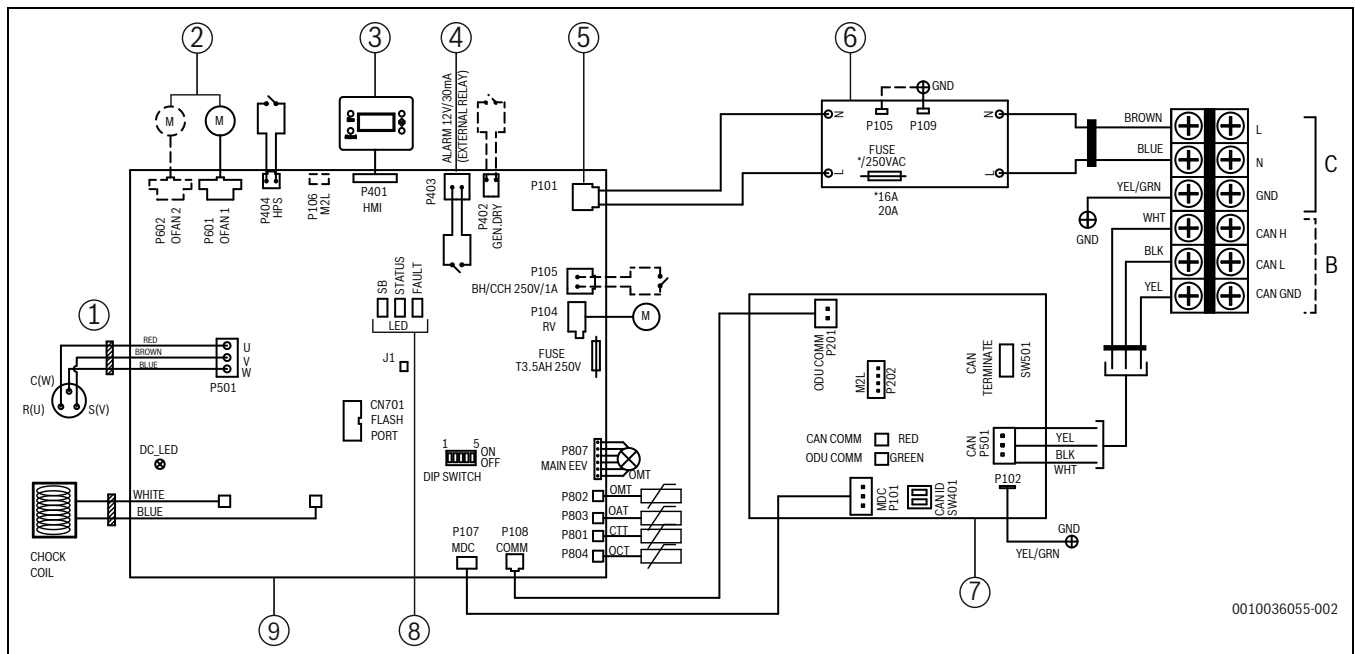 2
3
4
5
6
M
M
ALARM 12V/30mA
(EXTERNAL RELAY)
GND
N
P105
P109
N
FUSE
*/250VAC
L
L
*16A
20A
BROWN
L
BLUE
N
C
YEL/GRN
GND
GND
WHT
CAN H
BLK
CAN L
B
YEL
CAN GND
P602
OFAN 2
P601
OFAN 1
P404
HPS
P106
M2L
P401
HMI
P403
P402
GEN.DRY
P101
SB
STATUS
FAULT
LED
P105
BH/CCH 250V/1A
P104
RV
M
FUSE
T3.5AH 250V
1
RED
BROWN
BLUE
U
V
W
P501
C(W)
R(U)
S(V)
J1
CN701
FLASH
PORT
DC_LED
1
5
ON
OFF
DIP SWITCH
P807
MAIN EEV
OMT
P802
OMT
P803
OAT
P801
CTT
P804
OCT
WHITE
BLUE
CHOCK
COIL
P107
MDC
P108
COMM
ODU COMM
P201
M2L
P202
CAN
TERMINATE
SW501
CAN COMM
RED
ODU COMM
GREEN
CAN
P501
YEL
BLK
WHT
MDC
P101
CAN ID
SW401
P102
GND
YEL/GRN
9
8
7
0010036055-002